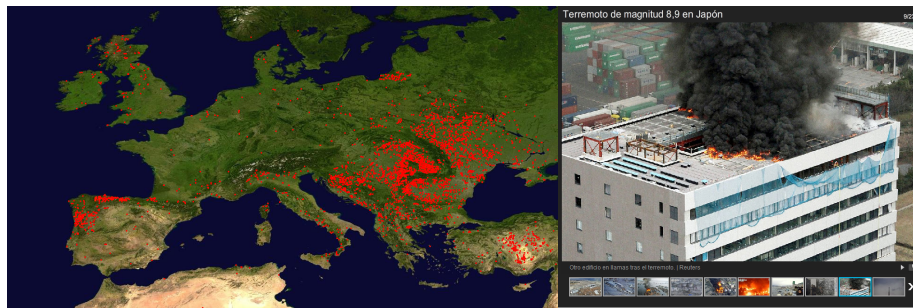 Terremoto de magnitud 8,9 en Japón
Otro edificio en llamas tras el terremoto. | Reuters